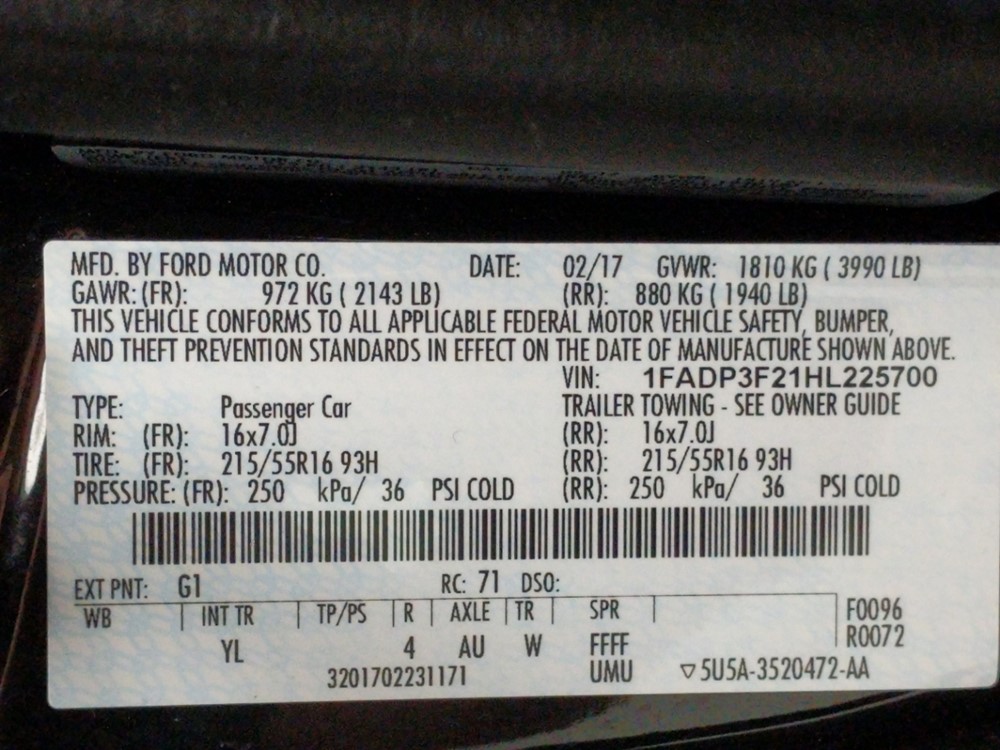 MFD. BY FORD MOTOR CO. DATE: 02/17 GVWR: 1810 KG ( 3990 LB)
GAWR: (FR): 972 KG ( 2143 LB) (RR): 880 KG ( 1940 LB)
THIS VEHICLE CONFORMS TO ALL APPLICABLE FEDERAL MOTOR VEHICLE SAFETY, BUMPER,
AND THEFT PREVENTION STANDARDS IN EFFECT ON THE DATE OF MANUFACTURE SHOWN ABOVE.
VIN: 1FADP3F21HL225700
TYPE: Passenger Car TRAILER TOWING - SEE OWNER GUIDE
RIM: (FR): 16x7.0J (RR): 16x7.0J
TIRE: (FR): 215/55R16 93H (RR): 215/55R16 93H
PRESSURE: (FR): 250 kPa/ 36 PSI COLD (RR): 250 kPa/ 36 PSI COLD
EXT PNT: G1 RC: 71 DSO:
WB INT TR TP/PS R AXLE TR SPR F0096
YL 4 AU W FFFF R0072
3201702231171 UMU ▽5U5A-3520472-AA